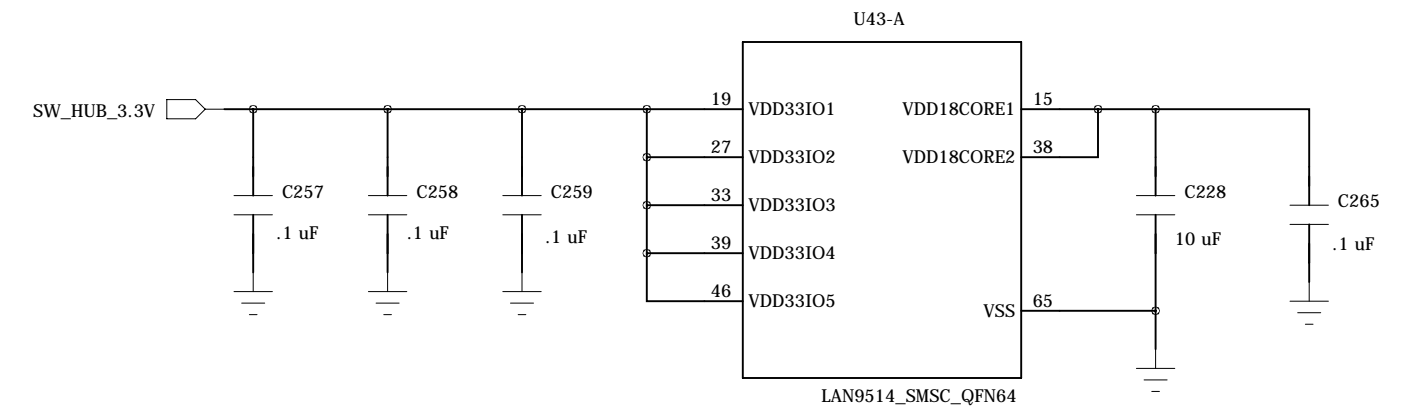 U43-A
SW_HUB_3.3V
19
VDD33IO1
VDD18CORE1
15
27
VDD33IO2
VDD18CORE2
38
C257
.1 uF
C258
.1 uF
C259
.1 uF
33
VDD33IO3
39
VDD33IO4
46
VDD33IO5
C228
10 uF
C265
.1 uF
VSS
65
LAN9514_SMSC_QFN64